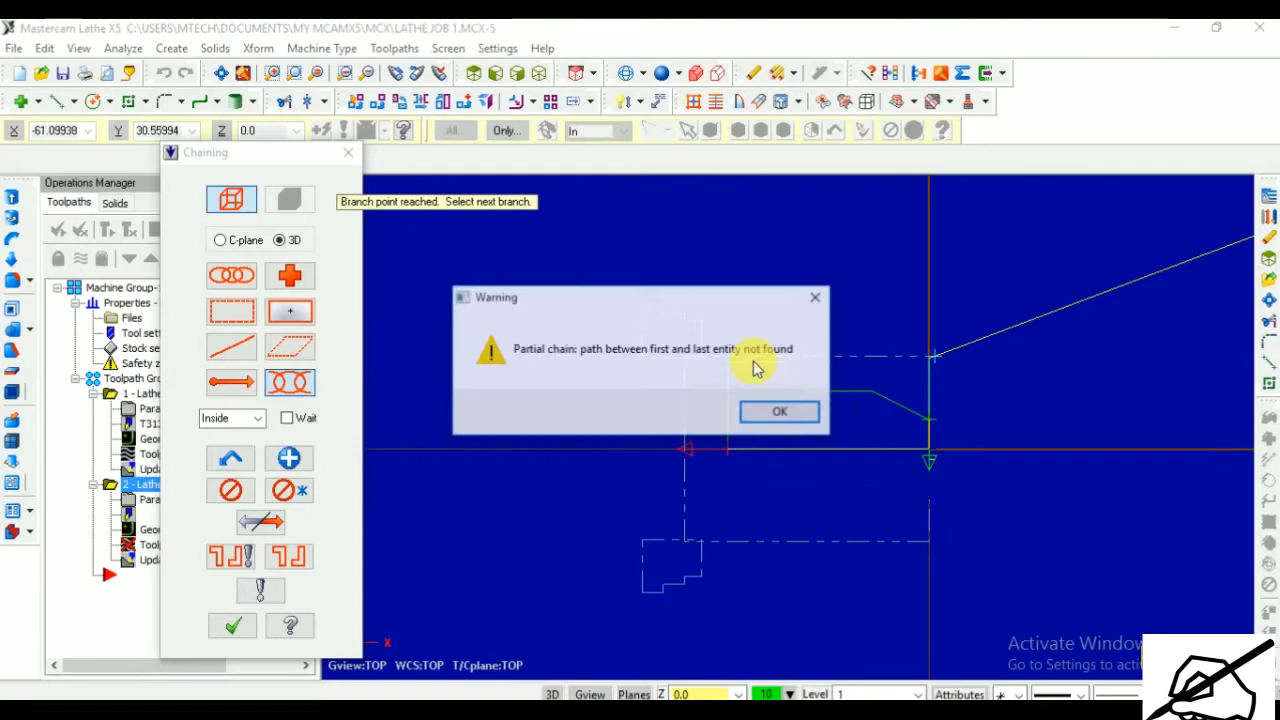 Mastercam Lathe X5 C:\USERS\MTECH\DOCUMENTS\MY MCAMX5\MCX\LATHE JOB 1.MCX-5
File Edit View Analyze Create Solids Xform Machine Type Toolpaths Screen Settings Help
X -61.09938 Y 30.55994 Z 0.0 All... Only... In
Chaining
Operations Manager
Toolpaths Solids
Branch point reached. Select next branch.
C-plane 3D
Machine Group-
Properties -
Files
Tool set
Stock se
Safety z
Toolpath Gro
1 - Lathe
Para
T313
Geor
Tool
Upda
2 - Lathe
Para
Geor
Tool
Upda
Inside Wait
Warning
Partial chain: path between first and last entity not found
OK
X
Gview:TOP WCS:TOP T/Cplane:TOP
Activate Window
Go to Settings to acti
3D Gview Planes Z 0.0 10 Level 1 Attributes